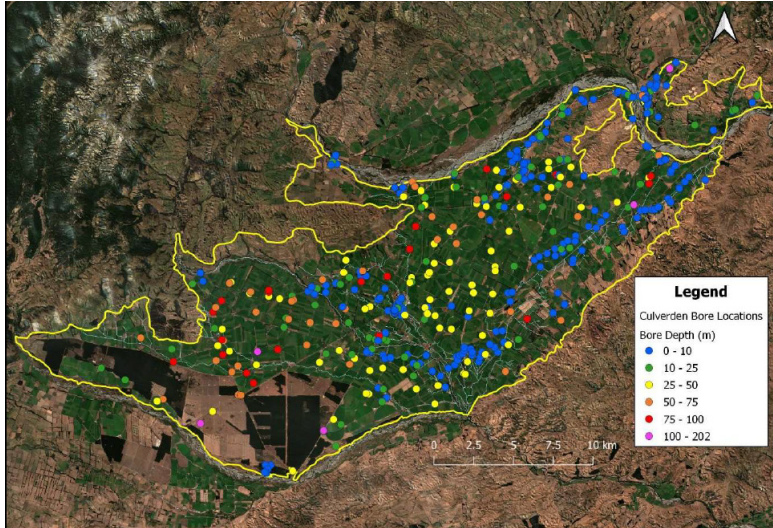 Legend
Culverden Bore Locations
Bore Depth (m)
0 - 10
10 - 25
25 - 50
50 - 75
75 - 100
100 - 202
0 2.5 5 7.5 10 km